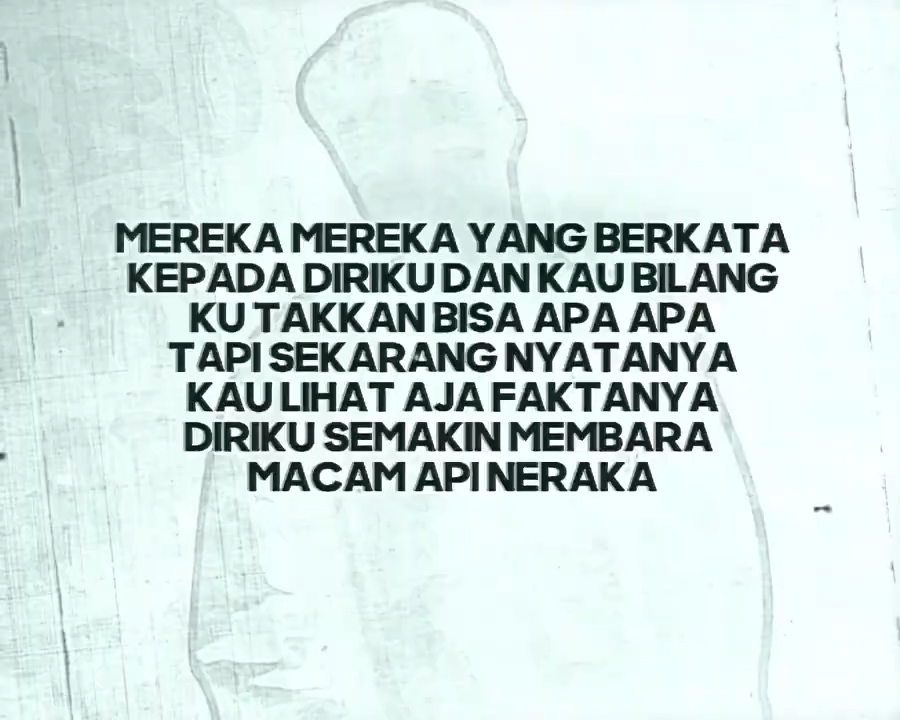 MEREKA MEREKA YANG BERKATA
KEPADA DIRIKU DAN KAU BILANG
KU TAKKAN BISA APA APA
TAPI SEKARANG NYATANYA
KAU LIHAT AJA FAKTANYA
DIRIKU SEMAKIN MEMBARA
MACAM API NERAKA